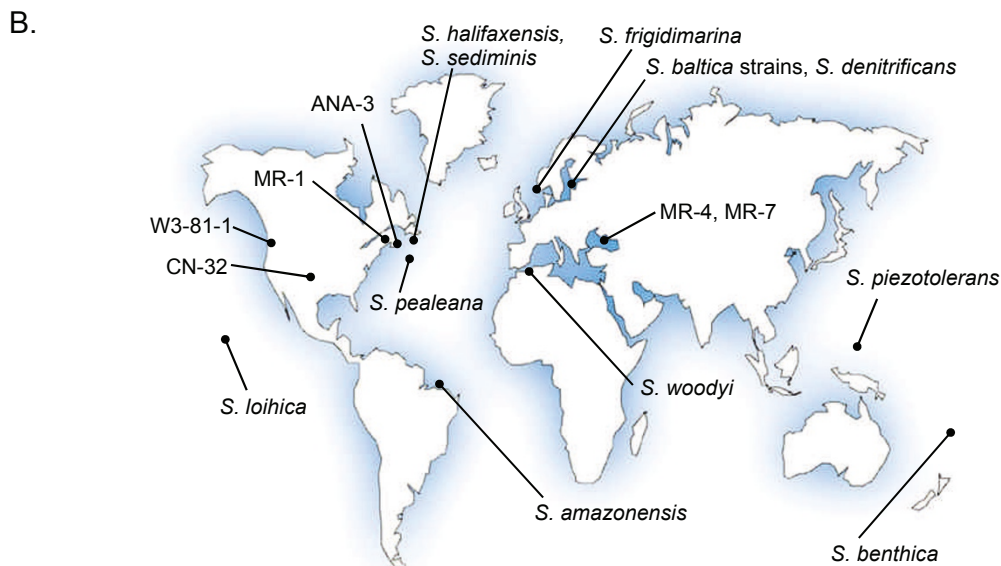 B.
S. halifaxensis,
S. sediminis
S. frigidimarina
S. baltica strains, S. denitrificans
ANA-3
MR-1
W3-81-1
MR-4, MR-7
CN-32
S. piezotolerans
S. pealeana
S. woodyi
S. loihica
S. amazonensis
S. benthica